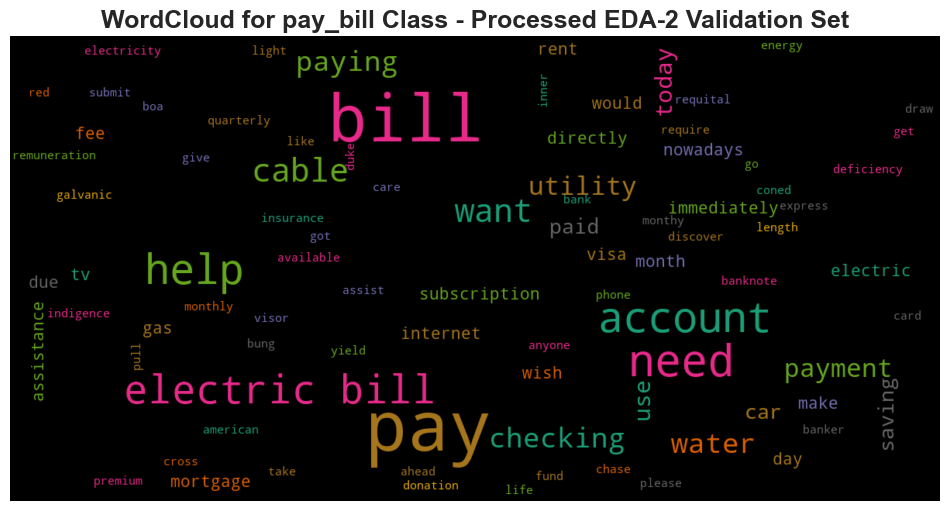 WordCloud for pay_bill Class - Processed EDA-2 Validation Set
electricity
light
paying
rent
energy
today
red
submit
boa
inner
would
requital
draw
bill
quarterly
fee
like
directly
require
get
remuneration
give
duke
cable
nowadays
go
deficiency
galvanic
care
utility
bank
coned
want
immediately
express
insurance
paid
monthy
length
got
discover
available
visa
month
help
tv
due
assist
subscription
phone
banknote
electric
indigence
monthly
visor
account
card
assistance
gas
bung
internet
pull
yield
anyone
need
wish
payment
electric bill
use
make
saving
car
pay
american
checking
water
banker
cross
day
premium
mortgage
take
ahead
donation
fund
chase
please
life